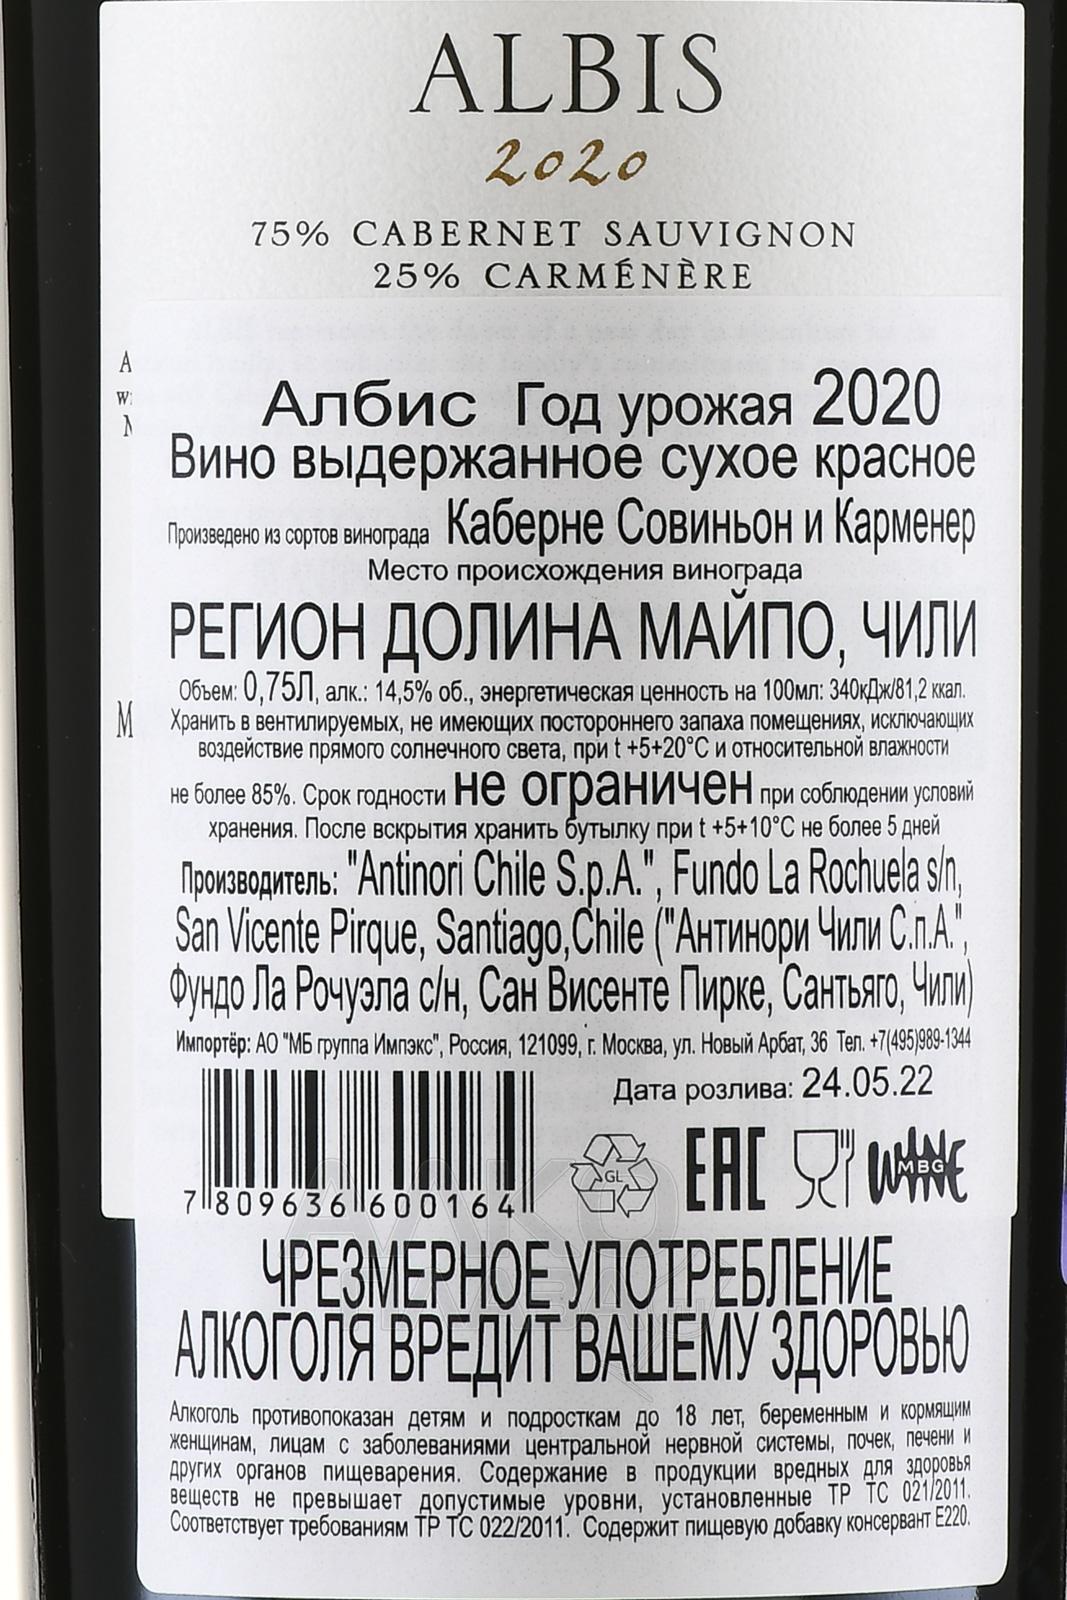 ALBIS
2020
75% CABERNET SAUVIGNON
25% CARMÉNÈRE
Албис Год урожая 2020
Вино выдержанное сухое красное
Произведено из сортов винограда Каберне Совиньон и Карменер
Место происхождения винограда
РЕГИОН ДОЛИНА МАЙПО, ЧИЛИ
Объем: 0,75Л, алк.: 14,5% об., энергетическая ценность на 100мл: 340кДж/81,2 ккал.
Хранить в вентилируемых, не имеющих постороннего запаха помещениях, исключающих
воздействие прямого солнечного света, при t +5+20°C и относительной влажности
не более 85%. Срок годности не ограничен при соблюдении условий
хранения. После вскрытия хранить бутылку при t +5+10°C не более 5 дней
Производитель: "Antinori Chile S.p.A.", Fundo La Rochuela s/n,
San Vicente Pirque, Santiago,Chile ("Антинори Чили С.п.А.",
Фундо Ла Рочуэла с/н, Сан Висенте Пирке, Сантьяго, Чили)
Импортёр: АО "МБ группа Импэкс", Россия, 121099, г. Москва, ул. Новый Арбат, 36 Тел. +7(495)989-1344
Дата розлива: 24.05.22
GL EAC WINE MBG
7 809636 600164
ЧРЕЗМЕРНОЕ УПОТРЕБЛЕНИЕ
АЛКОГОЛЯ ВРЕДИТ ВАШЕМУ ЗДОРОВЬЮ
Алкоголь противопоказан детям и подросткам до 18 лет, беременным и кормящим
женщинам, лицам с заболеваниями центральной нервной системы, почек, печени и
других органов пищеварения. Содержание в продукции вредных для здоровья
веществ не превышает допустимые уровни, установленные ТР ТС 021/2011.
Соответствует требованиям ТР ТС 022/2011. Содержит пищевую добавку консервант Е220.